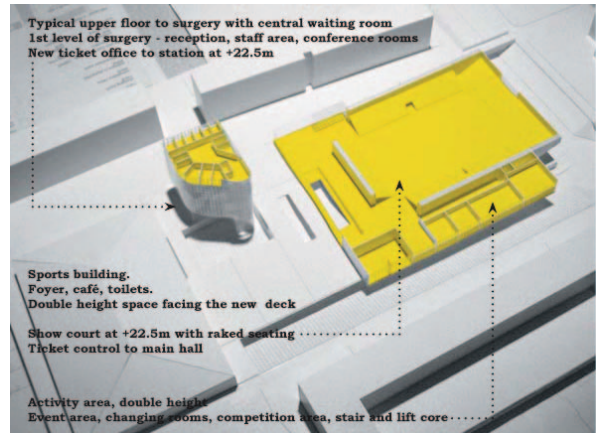 Typical upper floor to surgery with central waiting room
1st level of surgery - reception, staff area, conference rooms
New ticket office to station at +22.5m
Sports building.
Foyer, café, toilets.
Double height space facing the new deck
Show court at +22.5m with raked seating
Ticket control to main hall
Activity area, double height
Event area, changing rooms, competition area, stair and lift core